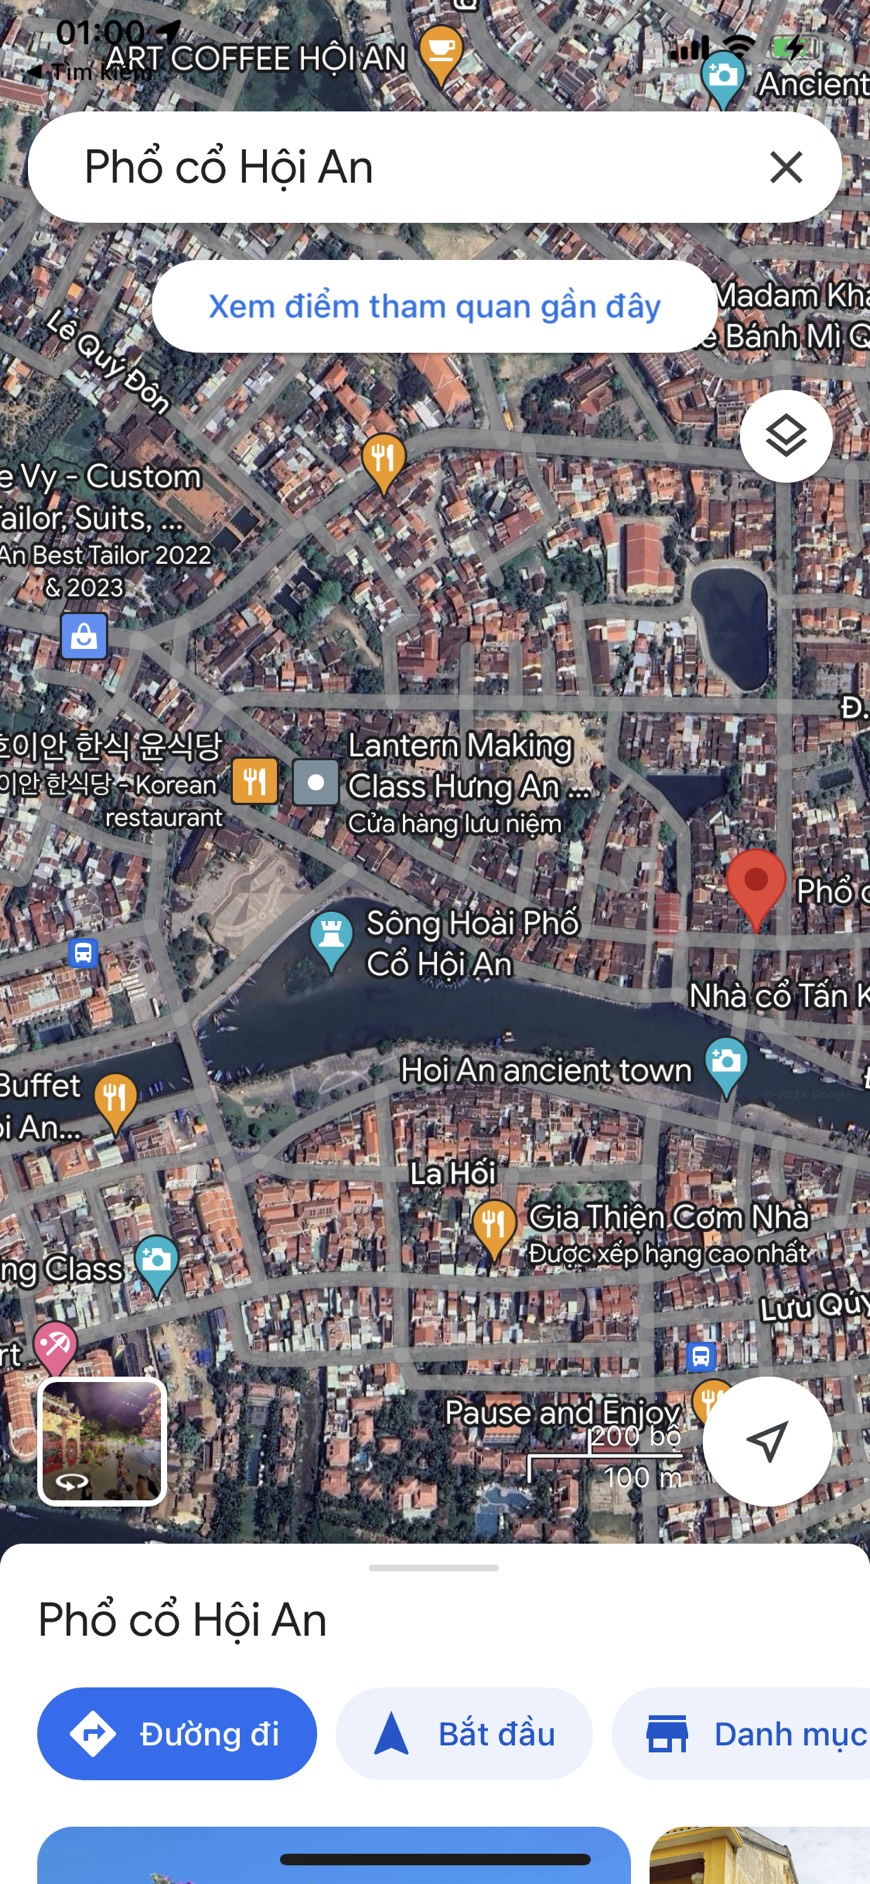 01:00
◀ Tìm kiếm
ART COFFEE HỘI AN
Ancient
Phổ cổ Hội An
Xem điểm tham quan gần đây
Madam Kha
e Bánh Mì Q
Lê Quý Đôn
e Vy - Custom
ailor, Suits, ...
An Best Tailor 2022
& 2023
Đ.
호이안 한식 윤식당
이안 한식당 - Korean
restaurant
Lantern Making
Class Hưng An ...
Cửa hàng lưu niệm
Phổ c
Sông Hoài Phố
Cổ Hội An
Nhà cổ Tấn K
Hoi An ancient town
Buffet
ội An...
La Hối
Gia Thiện Cơm Nhà
Được xếp hạng cao nhất
ng Class
Lưu Quý
rt
Pause and Enjoy
200 bộ
100 m
Phổ cổ Hội An
Đường đi
Bắt đầu
Danh mục